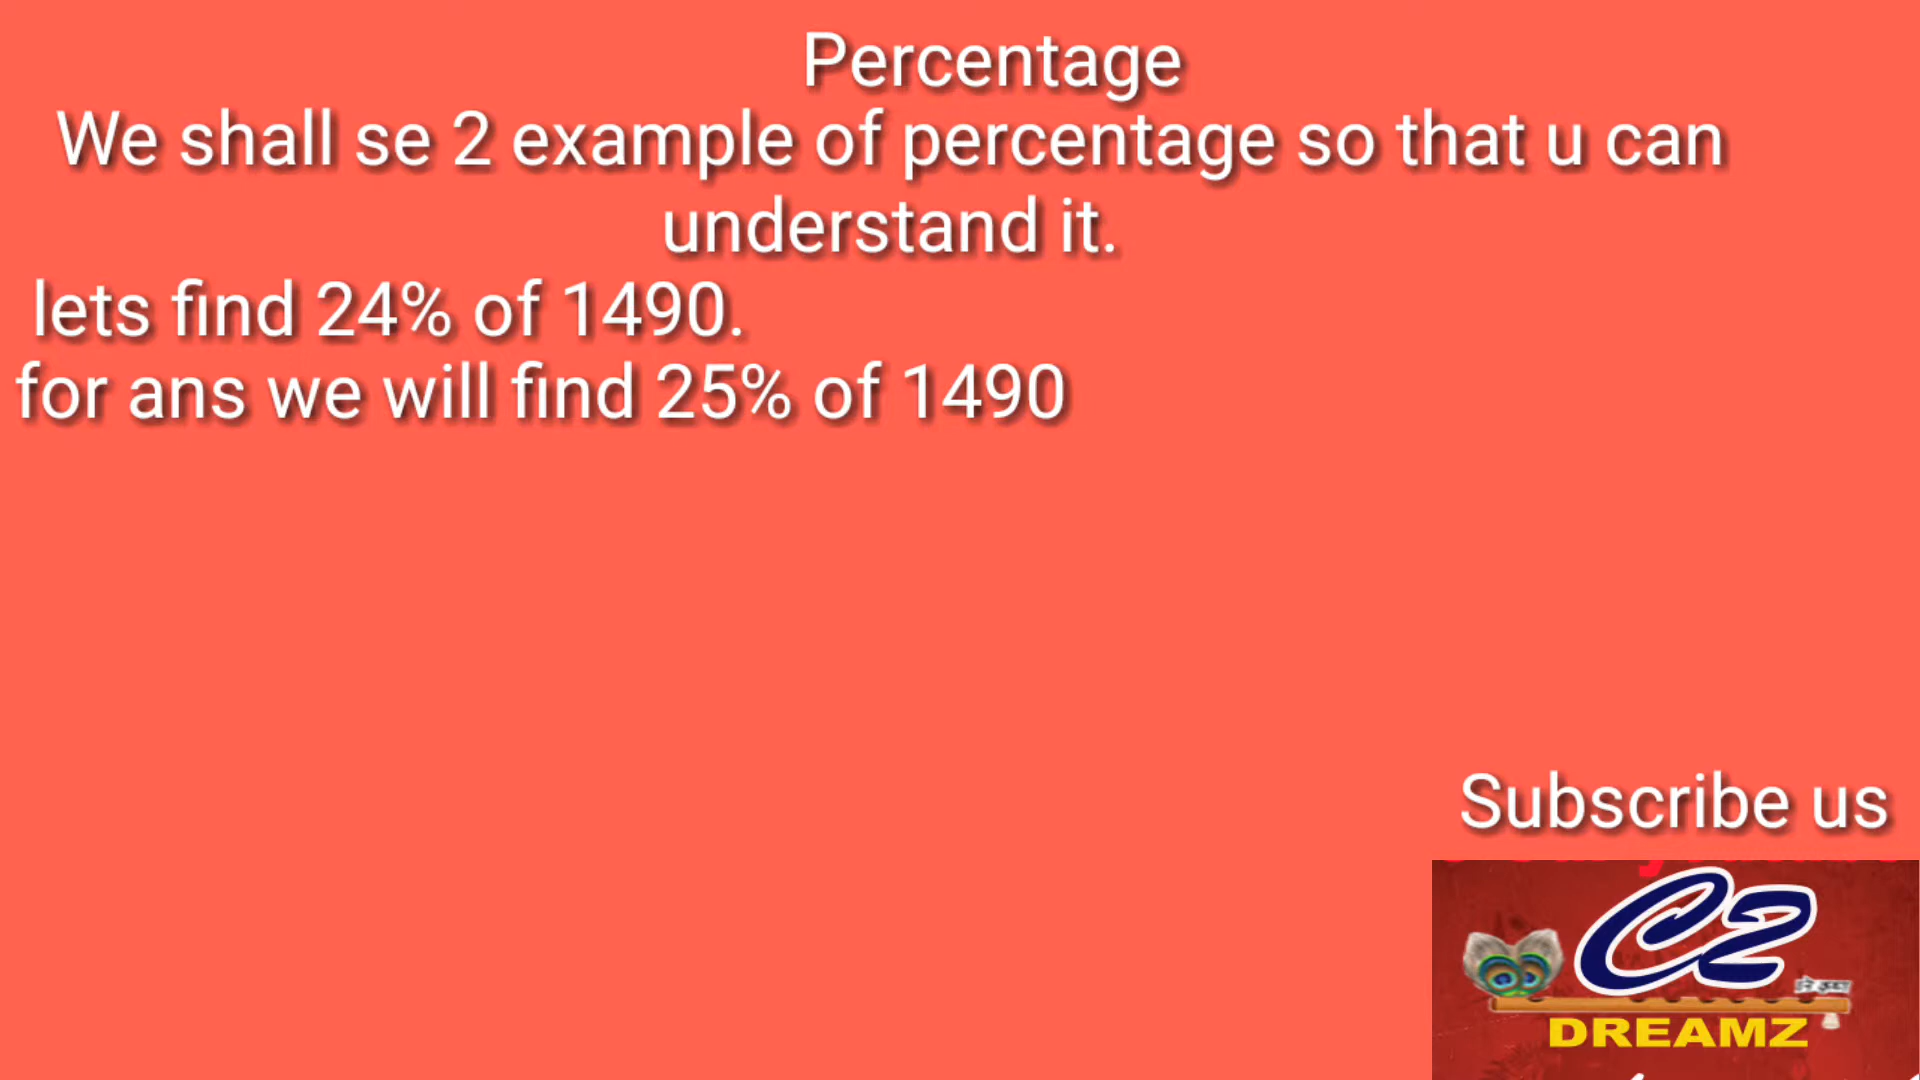 Percentage
We shall se 2 example of percentage so that u can
understand it.
lets find 24% of 1490.
for ans we will find 25% of 1490
Subscribe us
C2
DREAMZ